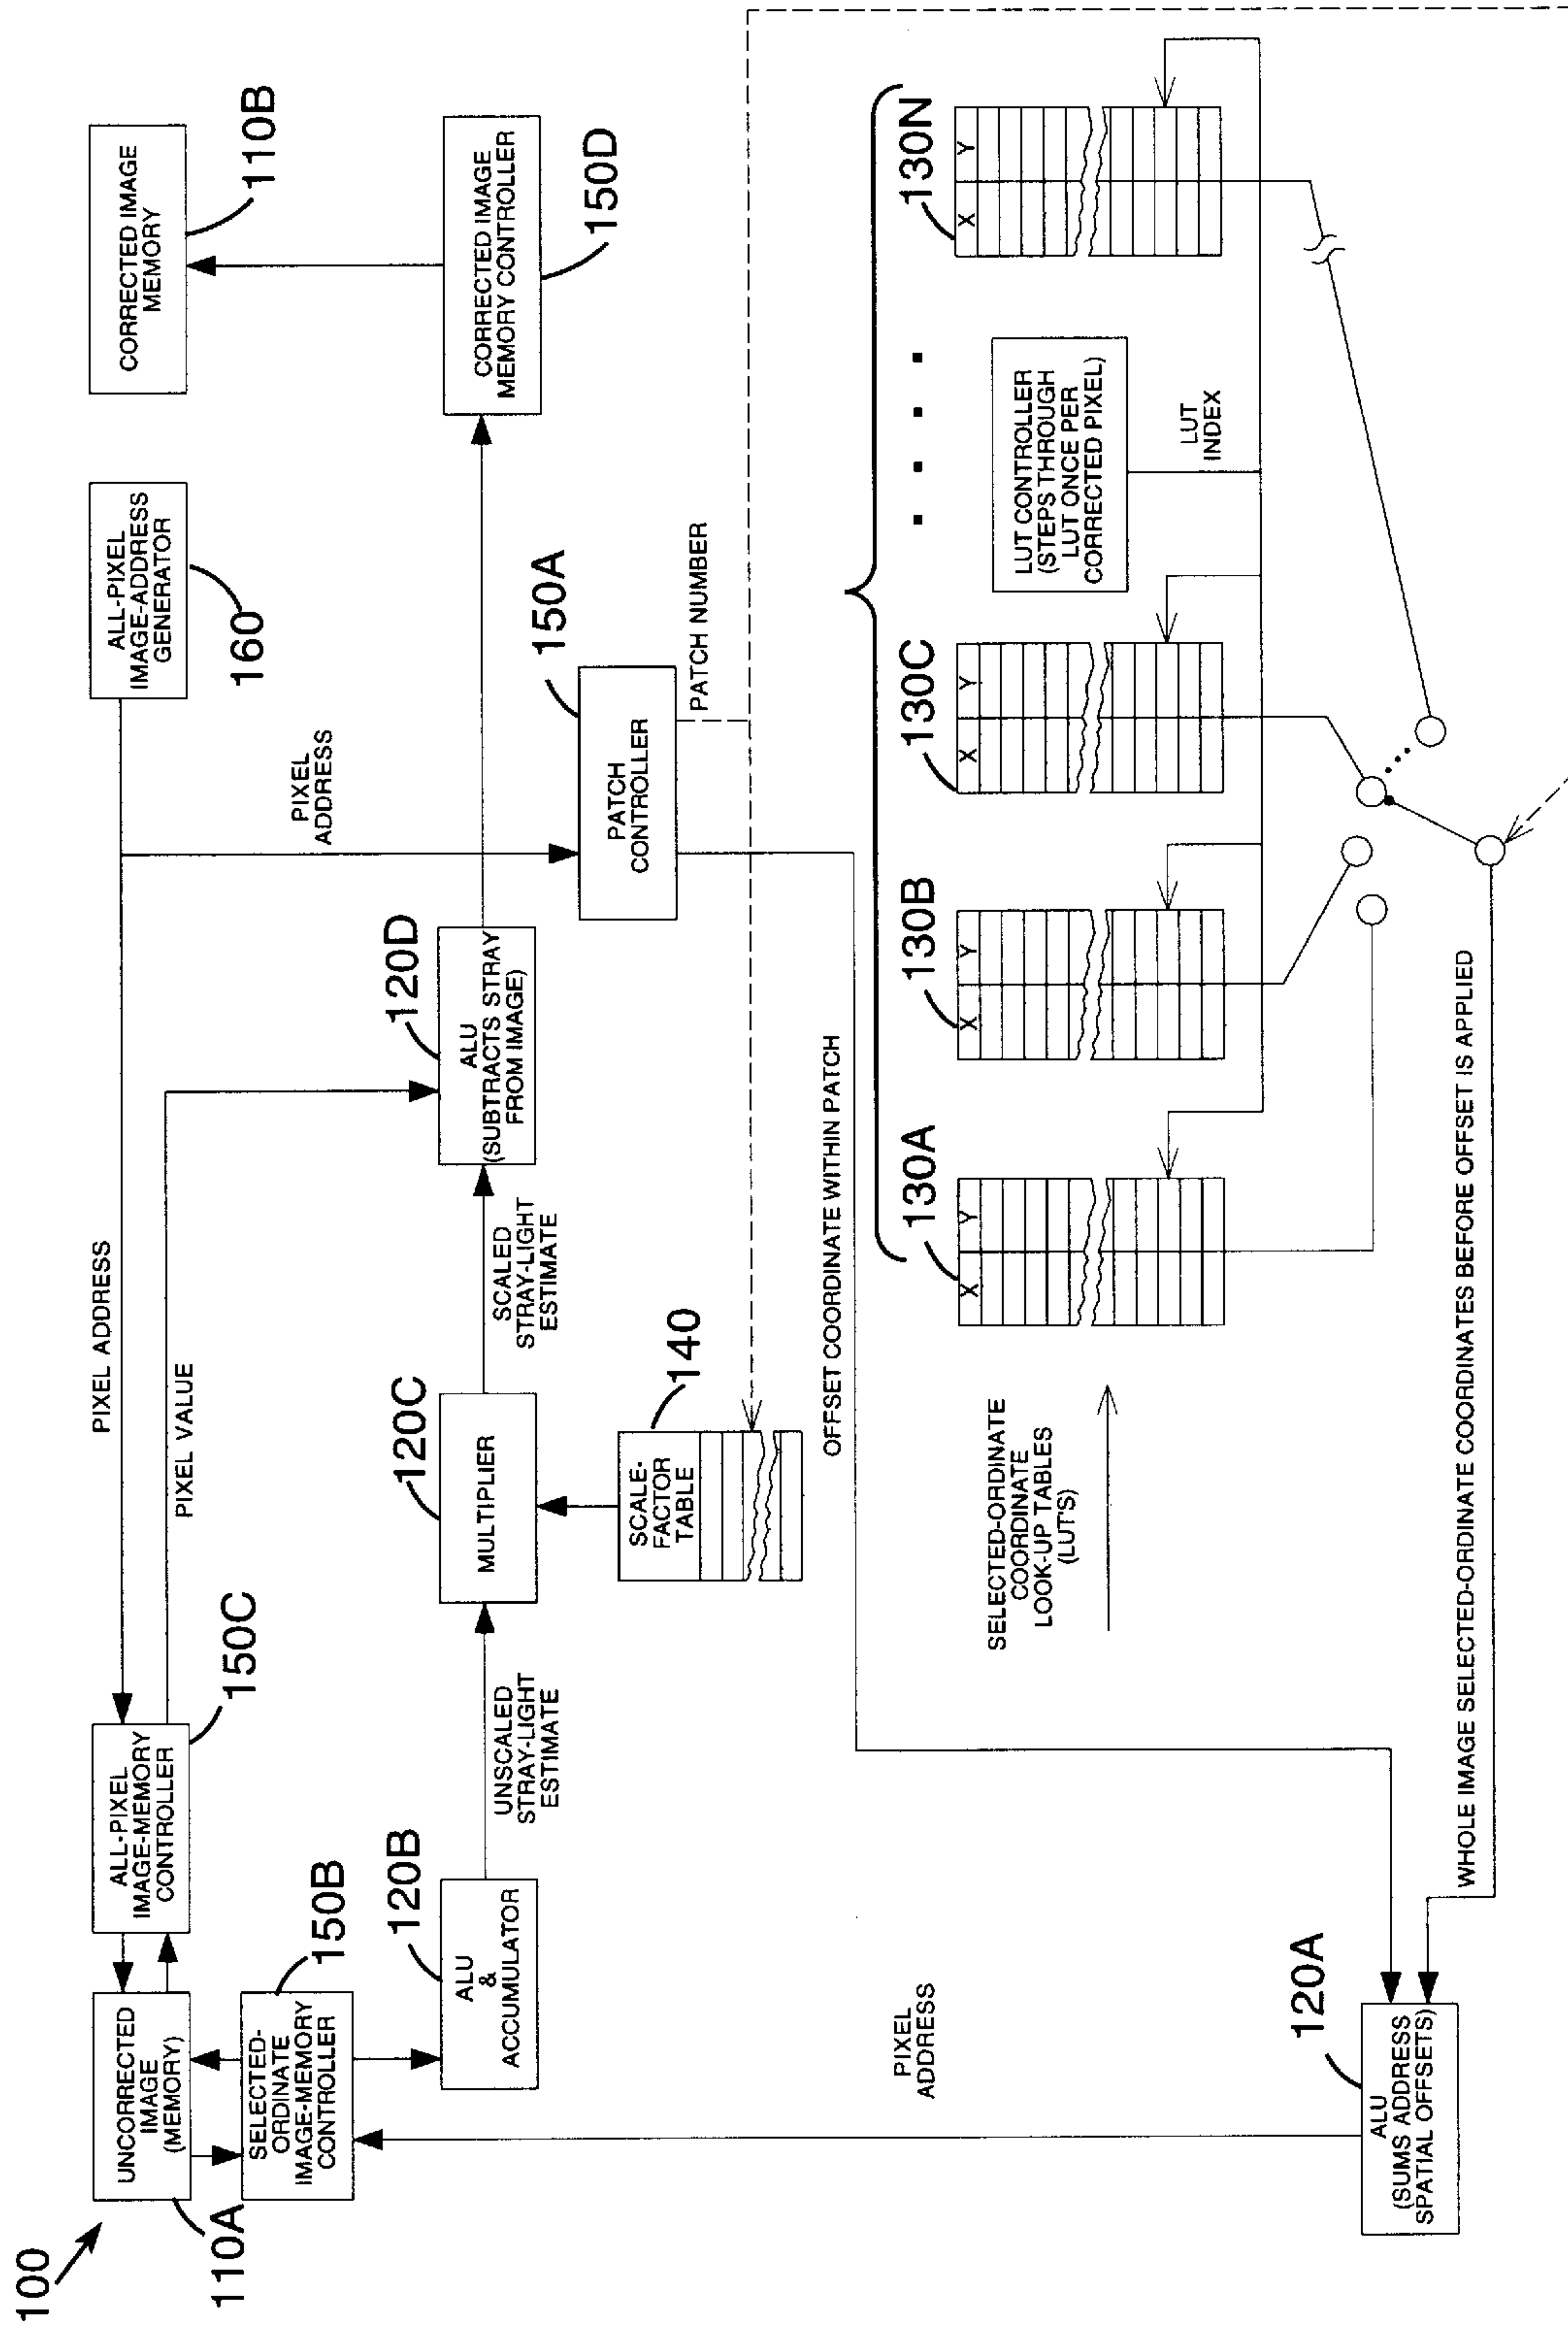 100
110A
UNCORRECTED
IMAGE
(MEMORY)
ALL-PIXEL
IMAGE-MEMORY
CONTROLLER
150C
PIXEL ADDRESS
PIXEL VALUE
ALL-PIXEL
IMAGE-ADDRESS
GENERATOR
160
CORRECTED IMAGE
MEMORY
110B
SELECTED-
ORDINATE
IMAGE-MEMORY
CONTROLLER
150B
120B
ALU
&
ACCUMULATOR
UNSCALED
STRAY-LIGHT
ESTIMATE
120C
MULTIPLIER
SCALED
STRAY-LIGHT
ESTIMATE
120D
ALU
(SUBTRACTS STRAY
FROM IMAGE)
PIXEL
ADDRESS
CORRECTED IMAGE
MEMORY CONTROLLER
150D
SCALE-
FACTOR
TABLE
140
150A
PATCH
CONTROLLER
PATCH NUMBER
OFFSET COORDINATE WITHIN PATCH
PIXEL
ADDRESS
SELECTED-ORDINATE
COORDINATE
LOOK-UP TABLES
(LUT'S)
130A
X Y
130B
X Y
130C
X Y
LUT CONTROLLER
(STEPS THROUGH
LUT ONCE PER
CORRECTED PIXEL)
LUT
INDEX
130N
X Y
120A
ALU
(SUMS ADDRESS
SPATIAL OFFSETS)
WHOLE IMAGE SELECTED-ORDINATE COORDINATES BEFORE OFFSET IS APPLIED